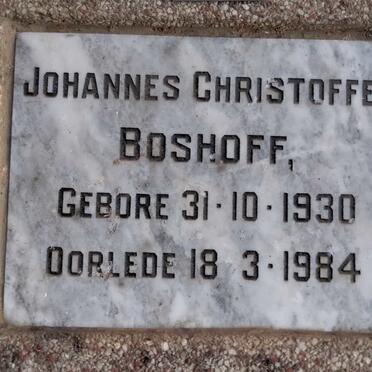 JOHANNES CHRISTOFFE
BOSHOFF,
GEBORE 31·10·1930
OORLEDE 18 3·1984